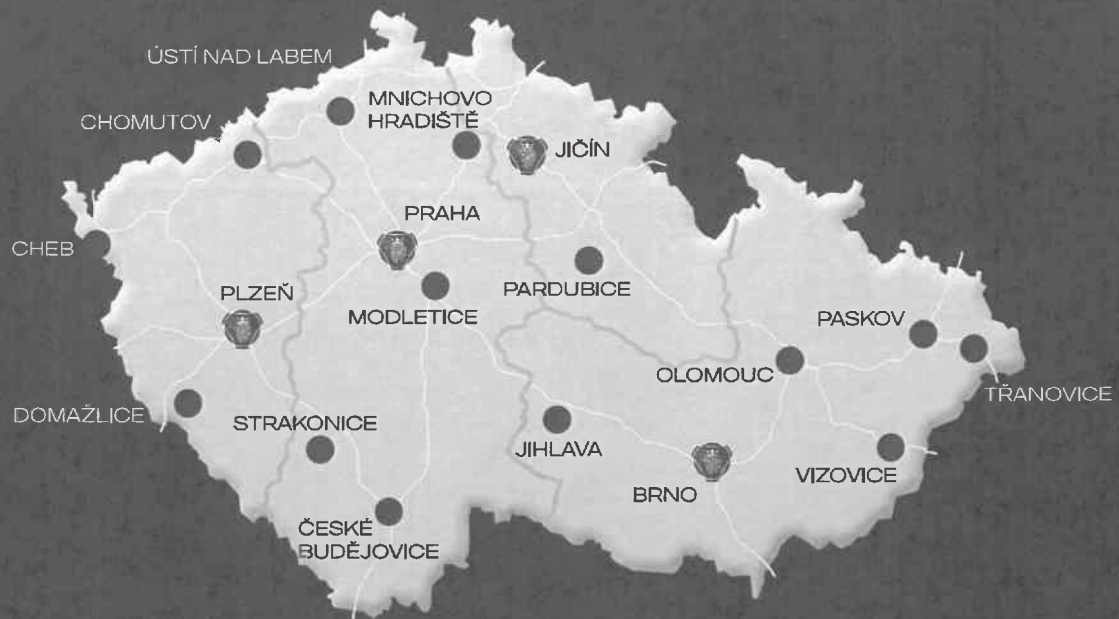 ÚSTÍ NAD LABEM
MNICHOVO
HRADIŠTĚ
CHOMUTOV
JIČÍN
PRAHA
CHEB
PLZEŇ
MODLETICE
PARDUBICE
PASKOV
OLOMOUC
TŘANOVICE
DOMAŽLICE
STRAKONICE
JIHLAVA
VIZOVICE
BRNO
ČESKÉ
BUDĚJOVICE